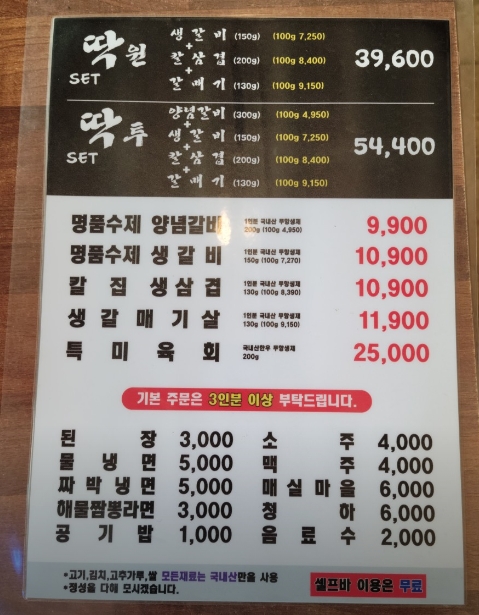 딱 원 SET
생갈비 (150g) (100g 7,250)
+
칼삼겹 (200g) (100g 8,400)
+
갈매기 (130g) (100g 9,150)
39,600
딱 투 SET
양념갈비 (300g) (100g 4,950)
+
생갈비 (150g) (100g 7,250)
+
칼삼겹 (200g) (100g 8,400)
+
갈매기 (130g) (100g 9,150)
54,400
명품수제 양념갈비 1인분 국내산 무항생제 9,900
200g (100g 4,950)
명품수제 생갈비 1인분 국내산 무항생제 10,900
150g (100g 7,270)
칼집 생삼겹 1인분 국내산 무항생제 10,900
130g (100g 8,390)
생갈매기살 1인분 국내산 무항생제 11,900
130g (100g 9,150)
특미육회 국내산한우 무항생제 25,000
200g
기본 주문은 3인분 이상 부탁드립니다.
된장 3,000
물냉면 5,000
짜박냉면 5,000
해물짬뽕라면 3,000
공기밥 1,000
소주 4,000
맥주 4,000
매실마을 6,000
청하 6,000
음료수 2,000
•고기,김치,고추가루,쌀 모든재료는 국내산만을 사용
•정성을 다해 모시겠습니다.
셀프바 이용은 무료